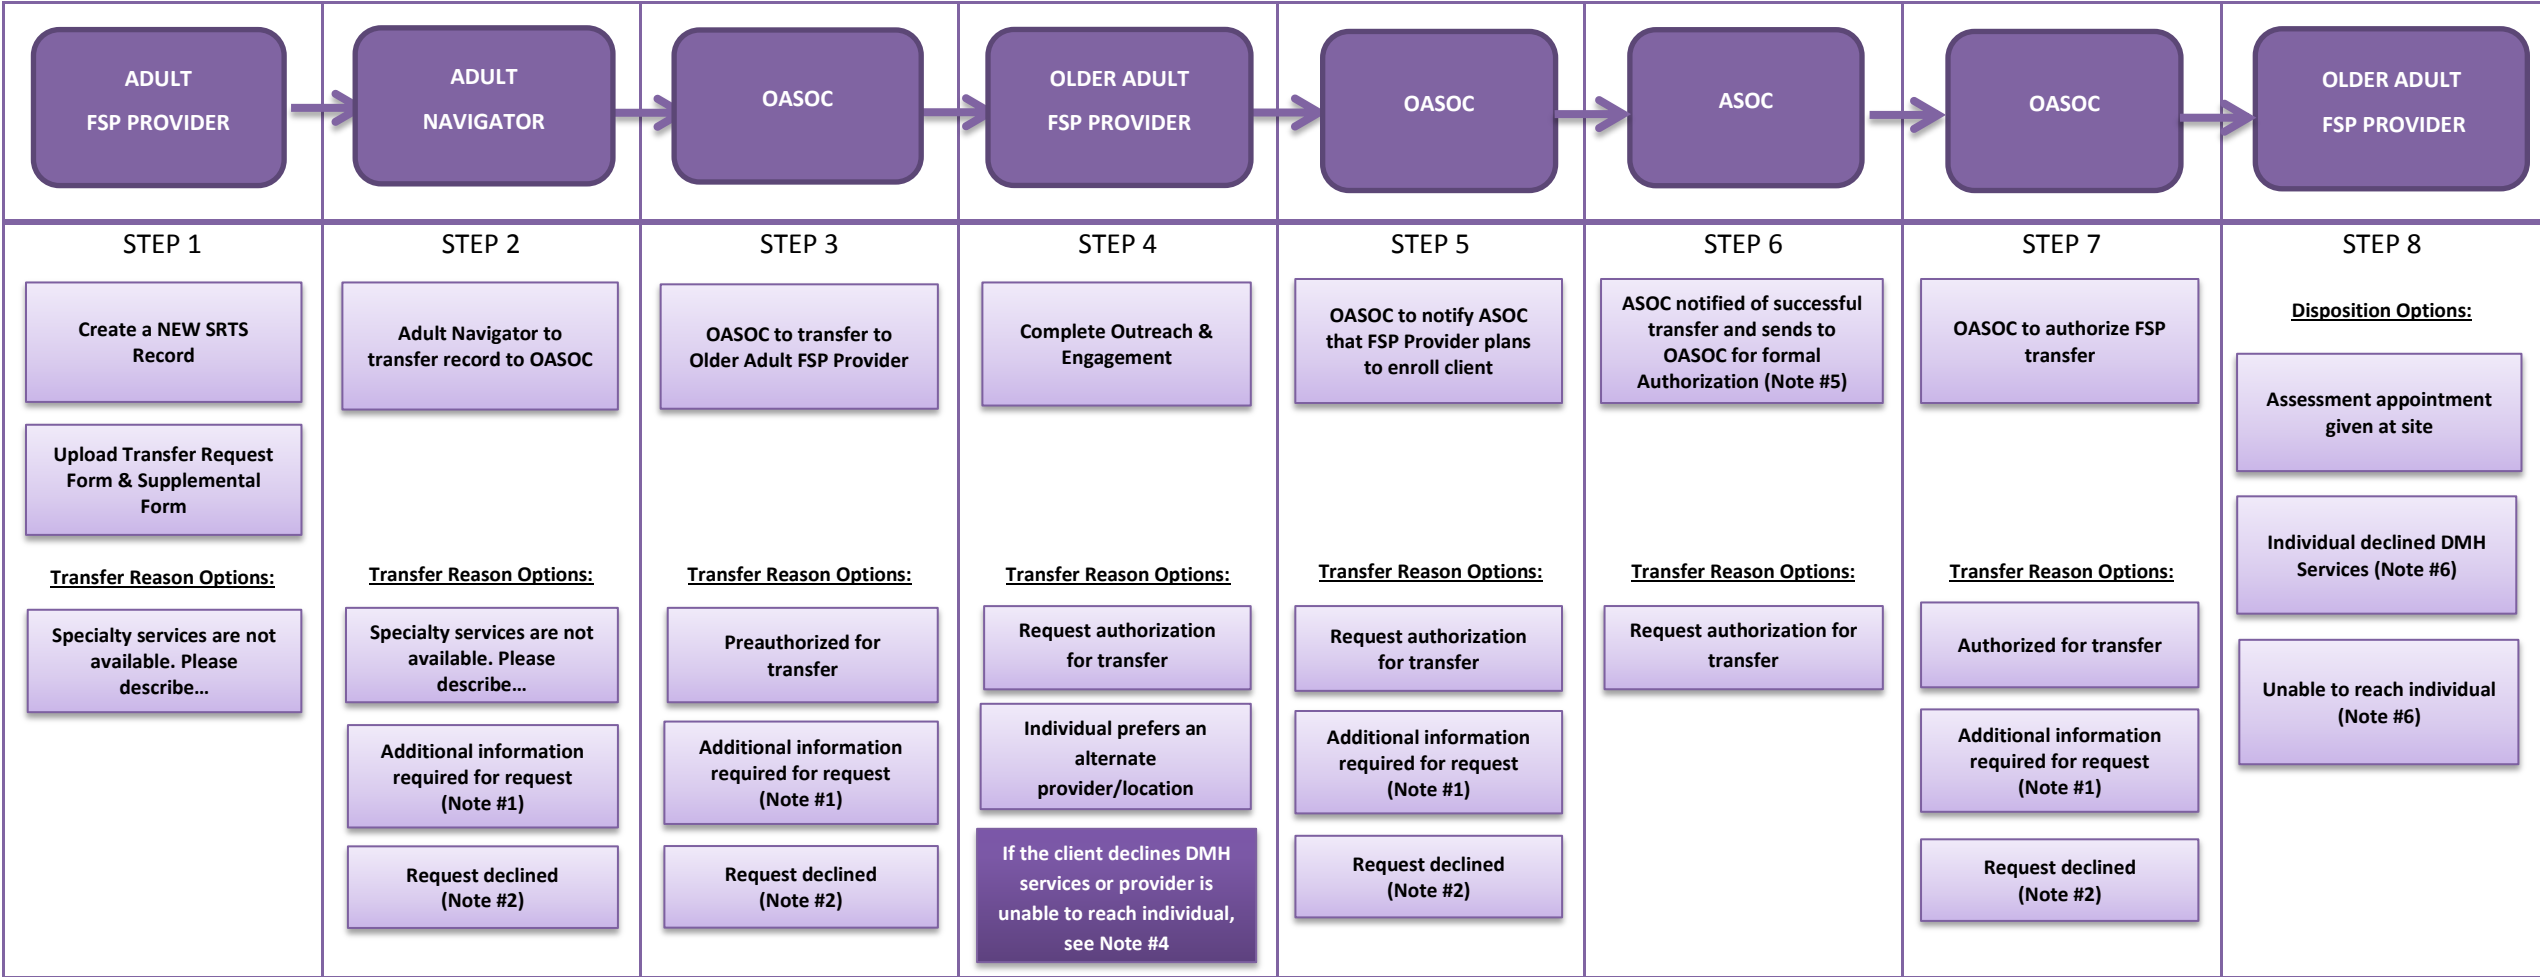 ADULT
FSP PROVIDER
ADULT
NAVIGATOR
OASOC
OLDER ADULT
FSP PROVIDER
OASOC
ASOC
OASOC
OLDER ADULT
FSP PROVIDER
STEP 1
Create a NEW SRTS
Record
Upload Transfer Request
Form & Supplemental
Form
Transfer Reason Options:
Specialty services are not
available. Please
describe…
STEP 2
Adult Navigator to
transfer record to OASOC
Transfer Reason Options:
Specialty services are not
available. Please
describe…
Additional information
required for request
(Note #1)
Request declined
(Note #2)
STEP 3
OASOC to transfer to
Older Adult FSP Provider
Transfer Reason Options:
Preauthorized for
transfer
Additional information
required for request
(Note #1)
Request declined
(Note #2)
STEP 4
Complete Outreach &
Engagement
Transfer Reason Options:
Request authorization
for transfer
Individual prefers an
alternate
provider/location
If the client declines DMH
services or provider is
unable to reach individual,
see Note #4
STEP 5
OASOC to notify ASOC
that FSP Provider plans
to enroll client
Transfer Reason Options:
Request authorization
for transfer
Additional information
required for request
(Note #1)
Request declined
(Note #2)
STEP 6
ASOC notified of successful
transfer and sends to
OASOC for formal
Authorization (Note #5)
Transfer Reason Options:
Request authorization for
transfer
STEP 7
OASOC to authorize FSP
transfer
Transfer Reason Options:
Authorized for transfer
Additional information
required for request
(Note #1)
Request declined
(Note #2)
STEP 8
Disposition Options:
Assessment appointment
given at site
Individual declined DMH
Services (Note #6)
Unable to reach individual
(Note #6)